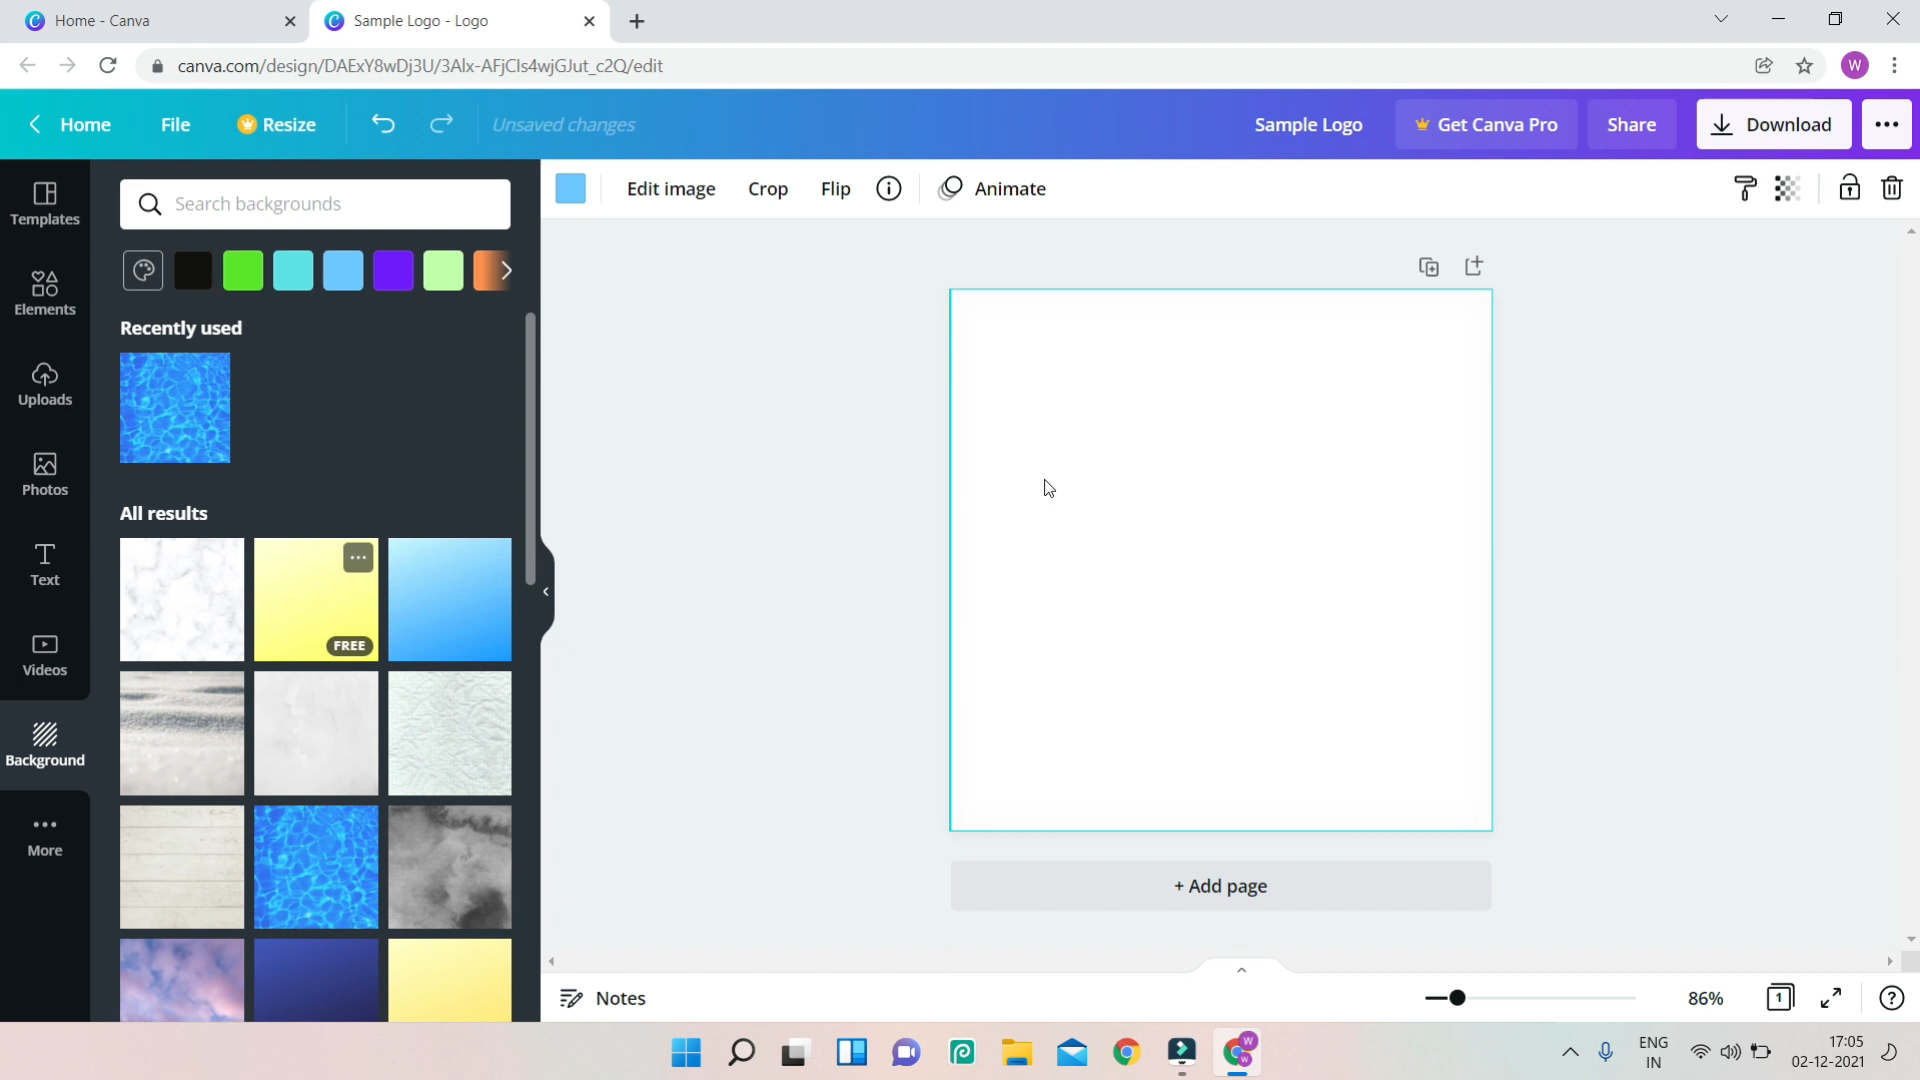 Home - Canva
Sample Logo - Logo
canva.com/design/DAExY8wDj3U/3Alx-AFjCIs4wjGJut_c2Q/edit
W
Home
File
Resize
Unsaved changes
Sample Logo
Get Canva Pro
Share
Download
Templates
Elements
Uploads
Photos
Text
Videos
Background
More
Search backgrounds
Recently used
All results
FREE
Edit image
Crop
Flip
Animate
+ Add page
Notes
86%
1
ENG
IN
17:05
02-12-2021